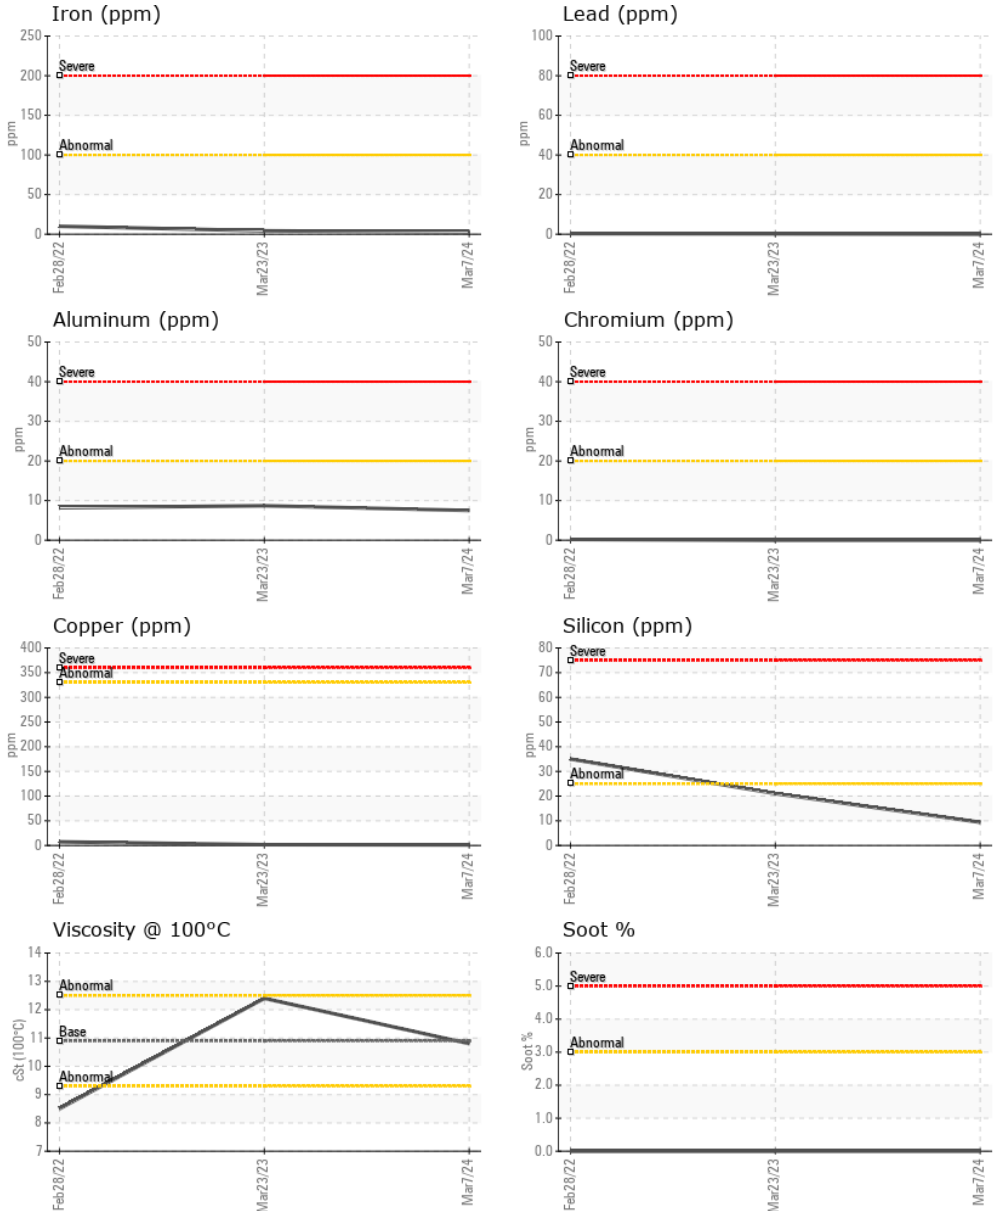 Iron (ppm)
250
200
150
100
50
0
ppm
Severe
Abnormal
Feb28/22
Mar23/23
Mar7/24
Lead (ppm)
100
80
60
40
20
0
ppm
Severe
Abnormal
Feb28/22
Mar23/23
Mar7/24
Aluminum (ppm)
50
40
30
20
10
0
ppm
Severe
Abnormal
Feb28/22
Mar23/23
Mar7/24
Chromium (ppm)
50
40
30
20
10
0
ppm
Severe
Abnormal
Feb28/22
Mar23/23
Mar7/24
Copper (ppm)
400
350
300
250
200
150
100
50
0
ppm
Severe
Abnormal
Feb28/22
Mar23/23
Mar7/24
Silicon (ppm)
80
70
60
50
40
30
20
10
0
ppm
Severe
Abnormal
Feb28/22
Mar23/23
Mar7/24
Viscosity @ 100°C
14
13
12
11
10
9
8
7
cSt (100°C)
Abnormal
Base
Abnormal
Feb28/22
Mar23/23
Mar7/24
Soot %
6.0
5.0
4.0
3.0
2.0
1.0
0.0
Soot %
Severe
Abnormal
Feb28/22
Mar23/23
Mar7/24